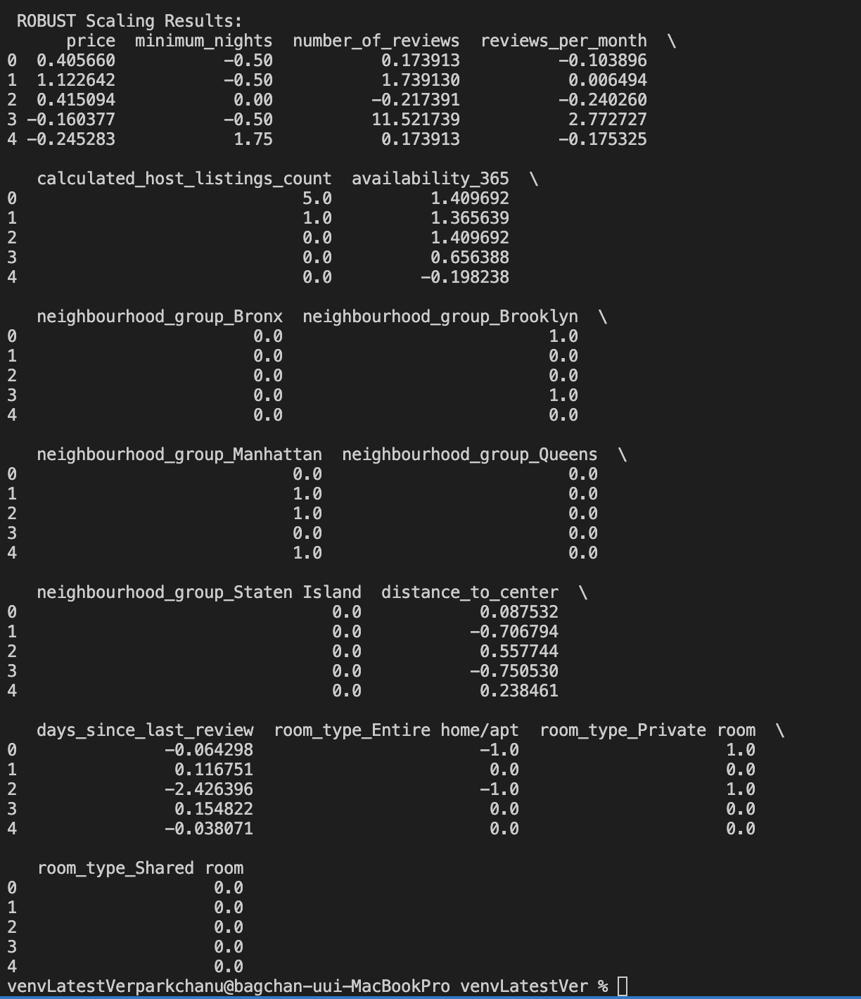 ROBUST Scaling Results:
      price  minimum_nights  number_of_reviews  reviews_per_month  \
0  0.405660           -0.50           0.173913          -0.103896
1  1.122642           -0.50           1.739130           0.006494
2  0.415094            0.00          -0.217391          -0.240260
3 -0.160377           -0.50          11.521739           2.772727
4 -0.245283            1.75           0.173913          -0.175325

   calculated_host_listings_count  availability_365  \
0                             5.0          1.409692
1                             1.0          1.365639
2                             0.0          1.409692
3                             0.0          0.656388
4                             0.0         -0.198238

   neighbourhood_group_Bronx  neighbourhood_group_Brooklyn  \
0                        0.0                           1.0
1                        0.0                           0.0
2                        0.0                           0.0
3                        0.0                           1.0
4                        0.0                           0.0

   neighbourhood_group_Manhattan  neighbourhood_group_Queens  \
0                            0.0                         0.0
1                            1.0                         0.0
2                            1.0                         0.0
3                            0.0                         0.0
4                            1.0                         0.0

   neighbourhood_group_Staten Island  distance_to_center  \
0                                0.0            0.087532
1                                0.0           -0.706794
2                                0.0            0.557744
3                                0.0           -0.750530
4                                0.0            0.238461

   days_since_last_review  room_type_Entire home/apt  room_type_Private room  \
0               -0.064298                       -1.0                     1.0
1                0.116751                        0.0                     0.0
2               -2.426396                       -1.0                     1.0
3                0.154822                        0.0                     0.0
4               -0.038071                        0.0                     0.0

   room_type_Shared room
0                    0.0
1                    0.0
2                    0.0
3                    0.0
4                    0.0
venvLatestVerparkchanu@bagchan-uui-MacBookPro venvLatestVer %